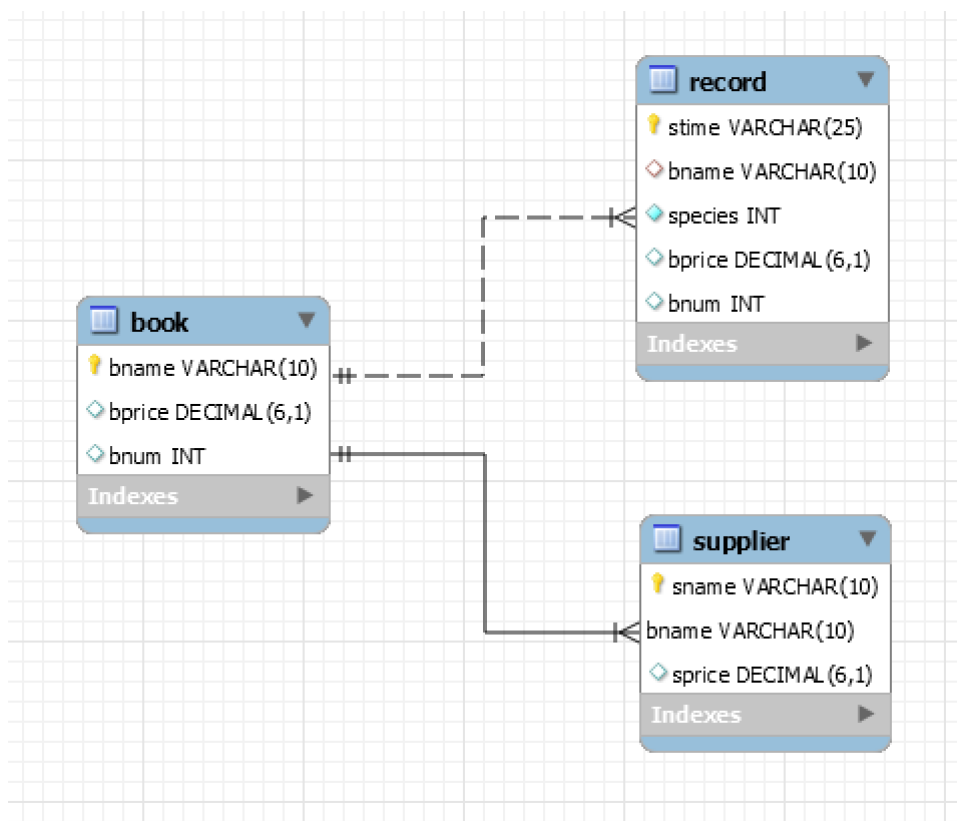 record
stime VARCHAR(25)
bname VARCHAR(10)
species INT
bprice DECIMAL(6,1)
bnum INT
Indexes
book
bname VARCHAR(10)
bprice DECIMAL(6,1)
bnum INT
Indexes
supplier
sname VARCHAR(10)
bname VARCHAR(10)
sprice DECIMAL(6,1)
Indexes